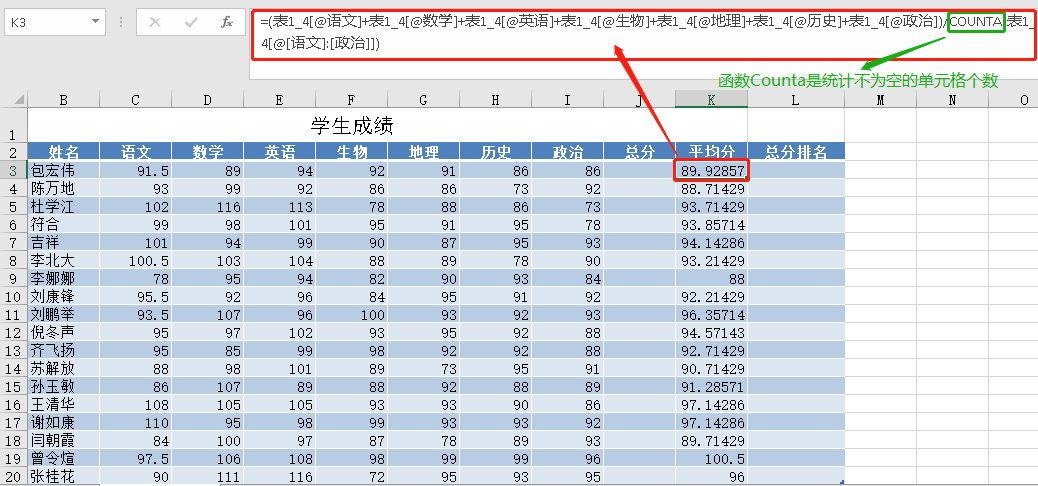 K3
fx
=(表1_4[@语文]+表1_4[@数学]+表1_4[@英语]+表1_4[@生物]+表1_4[@地理]+表1_4[@历史]+表1_4[@政治])/COUNTA(表1_
4[@[语文]:[政治]])
函数Counta是统计不为空的单元格个数
B C D E F G H I J K L M N O
1 学生成绩
2 姓名 语文 数学 英语 生物 地理 历史 政治 总分 平均分 总分排名
3 包宏伟 91.5 89 94 92 91 86 86 89.92857
4 陈万地 93 99 92 86 86 73 92 88.71429
5 杜学江 102 116 113 78 88 86 73 93.71429
6 符合 99 98 101 95 91 95 78 93.85714
7 吉祥 101 94 99 90 87 95 93 94.14286
8 李北大 100.5 103 104 88 89 78 90 93.21429
9 李娜娜 78 95 94 82 90 93 84 88
10 刘康锋 95.5 92 96 84 95 91 92 92.21429
11 刘鹏举 93.5 107 96 100 93 92 93 96.35714
12 倪冬声 95 97 102 93 95 92 88 94.57143
13 齐飞扬 95 85 99 98 92 92 88 92.71429
14 苏解放 88 98 101 89 73 95 91 90.71429
15 孙玉敏 86 107 89 88 92 88 89 91.28571
16 王清华 108 105 105 93 93 90 86 97.14286
17 谢如康 110 95 98 99 93 93 92 97.14286
18 闫朝霞 84 100 97 87 78 89 93 89.71429
19 曾令煊 97.5 106 108 98 99 99 96 100.5
20 张桂花 90 111 116 72 95 93 95 96